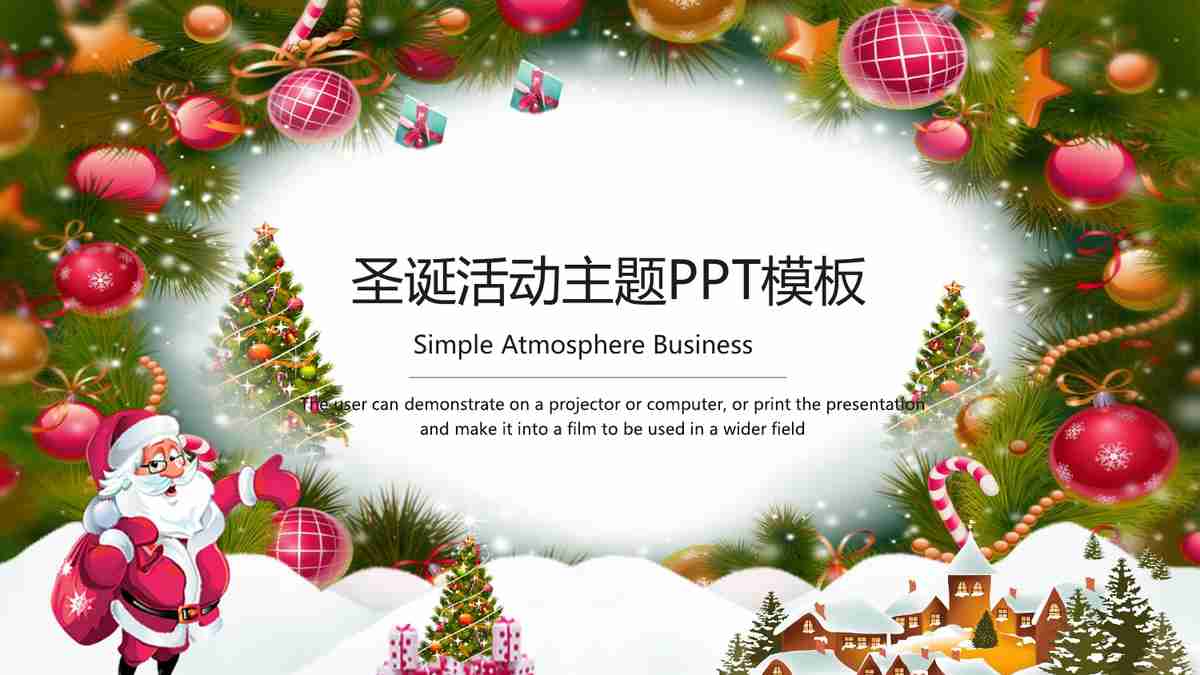 圣诞活动主题PPT模板
Simple Atmosphere Business
The user can demonstrate on a projector or computer, or print the presentation
and make it into a film to be used in a wider field